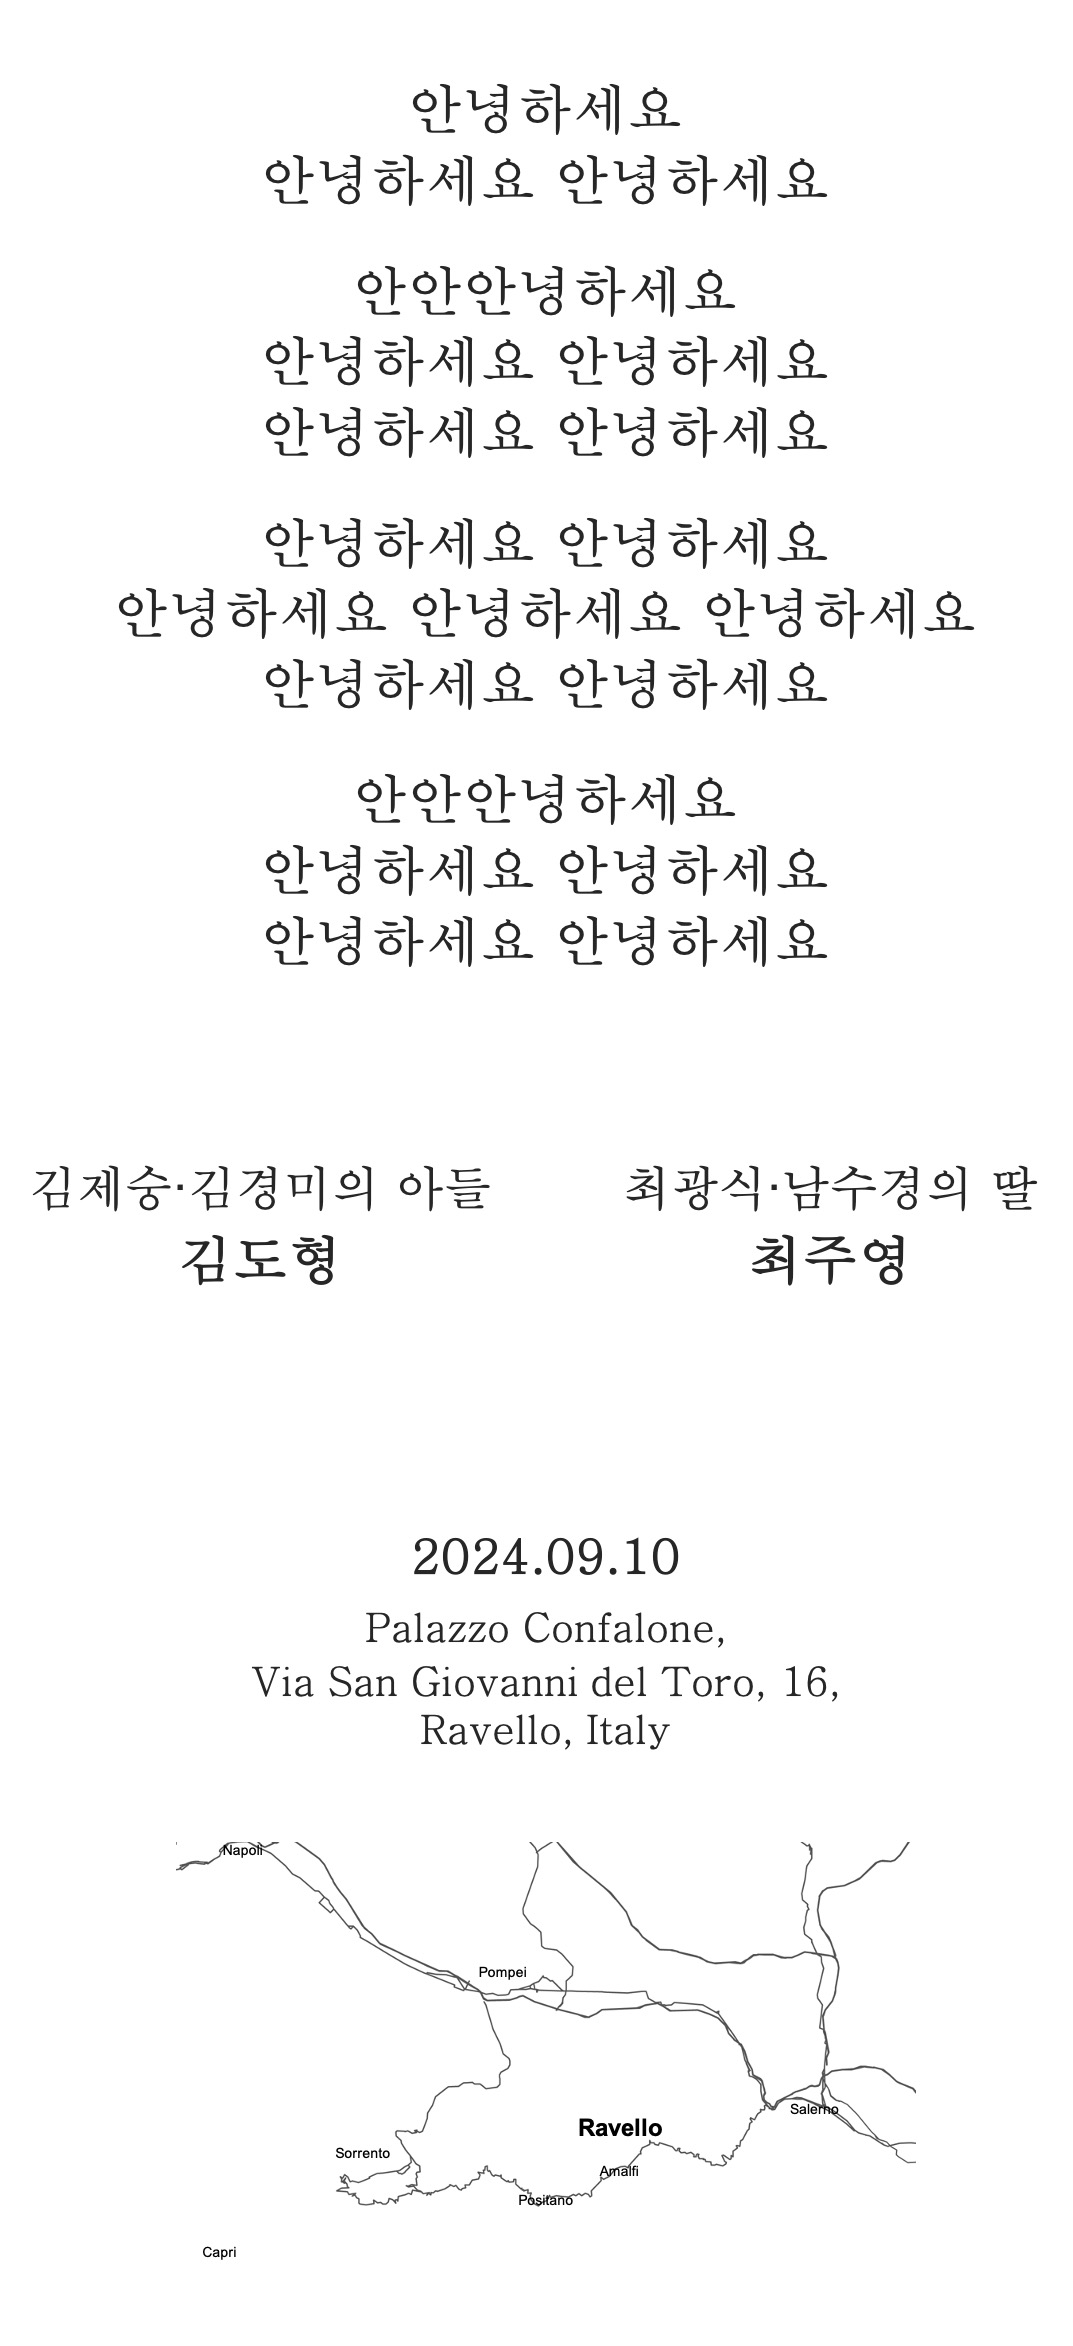 안녕하세요
안녕하세요 안녕하세요
안안안녕하세요
안녕하세요 안녕하세요
안녕하세요 안녕하세요
안녕하세요 안녕하세요
안녕하세요 안녕하세요 안녕하세요
안녕하세요 안녕하세요
안안안녕하세요
안녕하세요 안녕하세요
안녕하세요 안녕하세요
김제숭·김경미의 아들
김도형
최광식·남수경의 딸
최주영
2024.09.10
Palazzo Confalone,
Via San Giovanni del Toro, 16,
Ravello, Italy
Napoli
Pompei
Salerno
Ravello
Sorrento
Amalfi
Positano
Capri